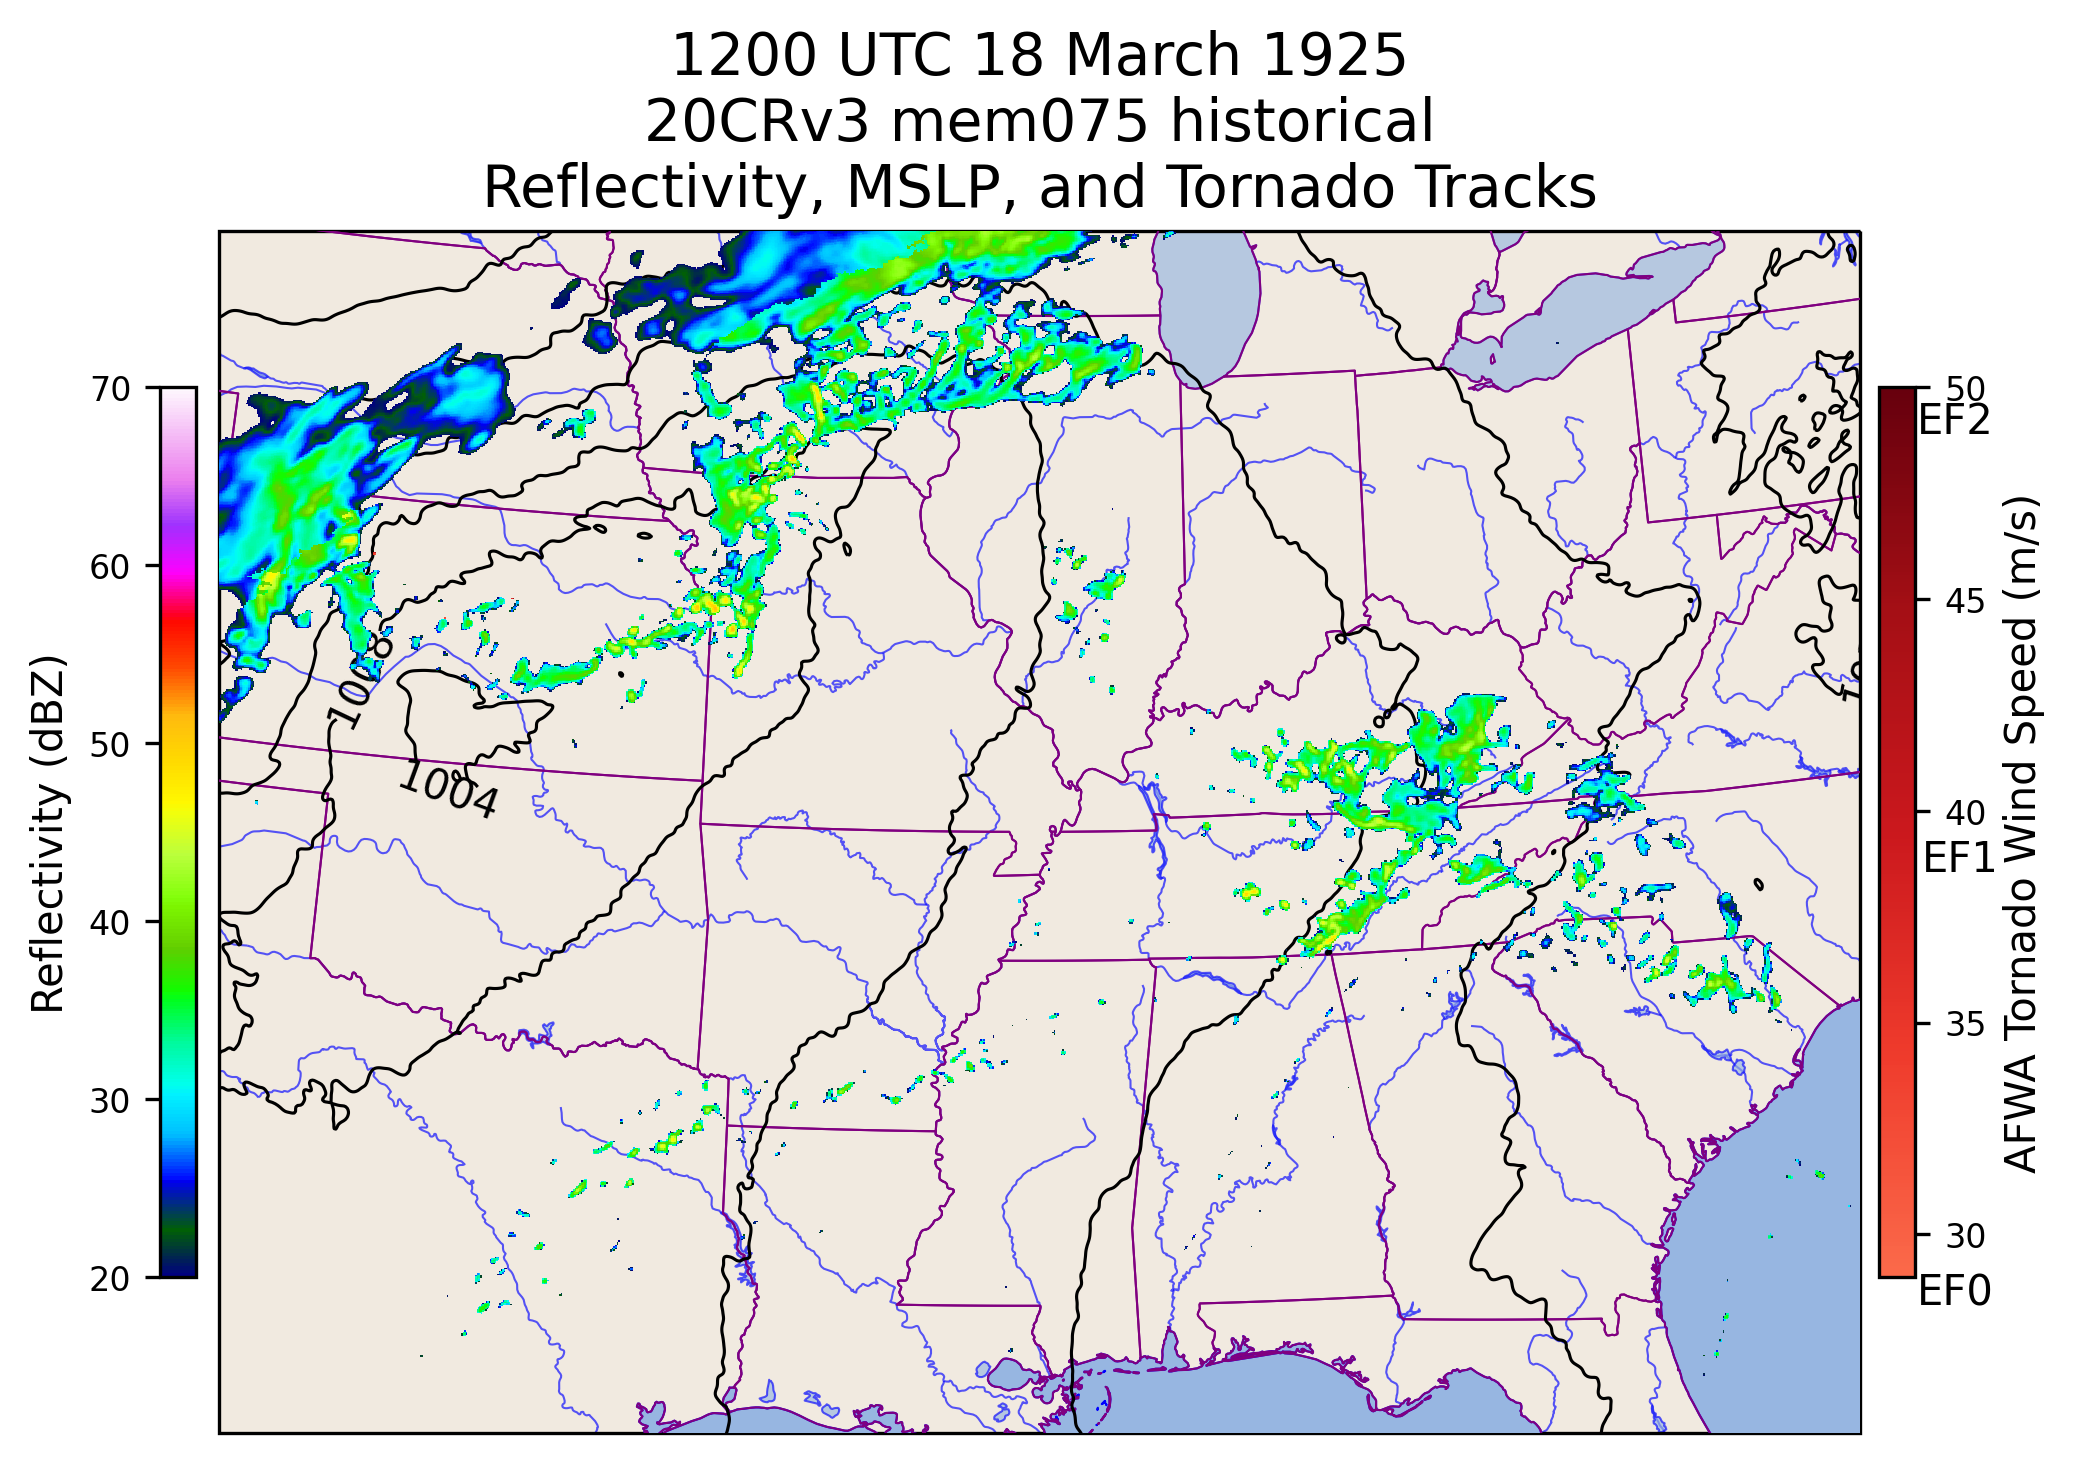 1200 UTC 18 March 1925
20CRv3 mem075 historical
Reflectivity, MSLP, and Tornado Tracks
70
60
50
40
30
20
Reflectivity (dBZ)
1008
1004
50
EF2
45
40
EF1
35
30
EF0
AFWA Tornado Wind Speed (m/s)